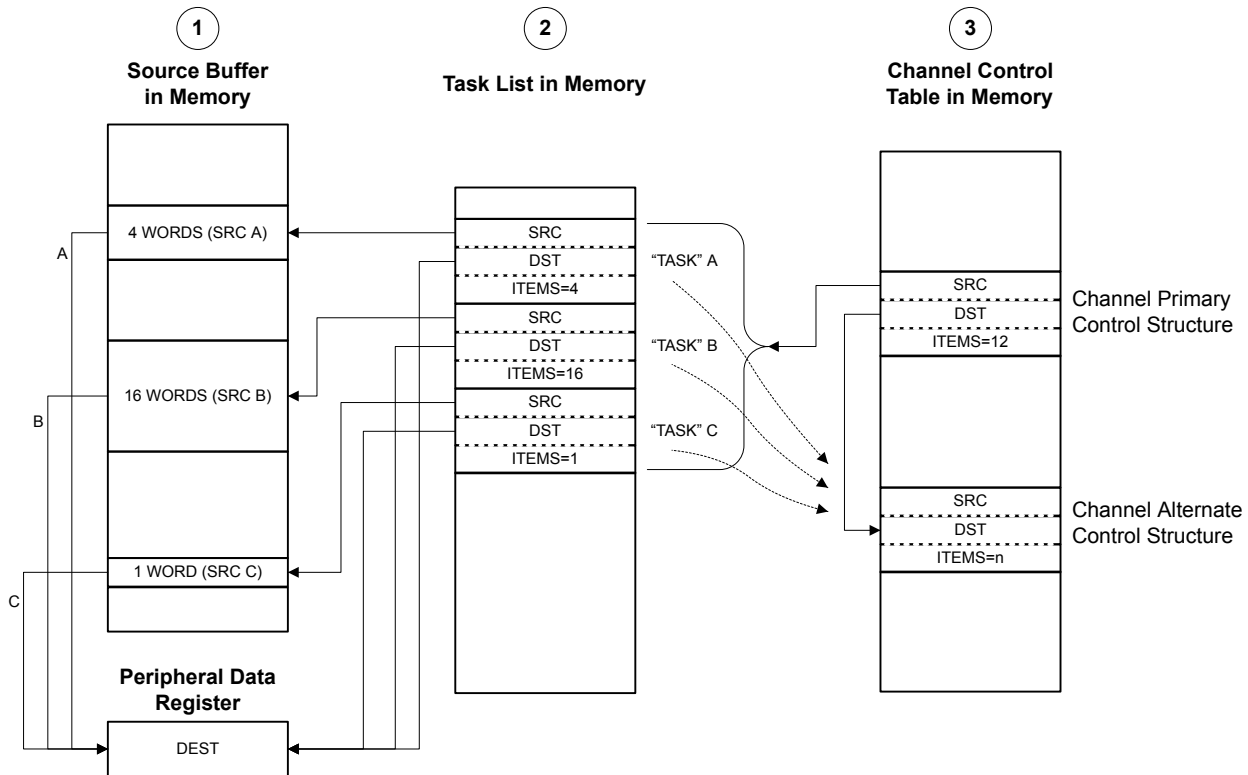 1
2
3
Source Buffer
in Memory
Task List in Memory
Channel Control
Table in Memory
4 WORDS (SRC A)
16 WORDS (SRC B)
1 WORD (SRC C)
A
B
C
Peripheral Data
Register
DEST
SRC
DST
ITEMS=4
SRC
DST
ITEMS=16
SRC
DST
ITEMS=1
“TASK” A
“TASK” B
“TASK” C
SRC
DST
ITEMS=12
Channel Primary
Control Structure
SRC
DST
ITEMS=n
Channel Alternate
Control Structure